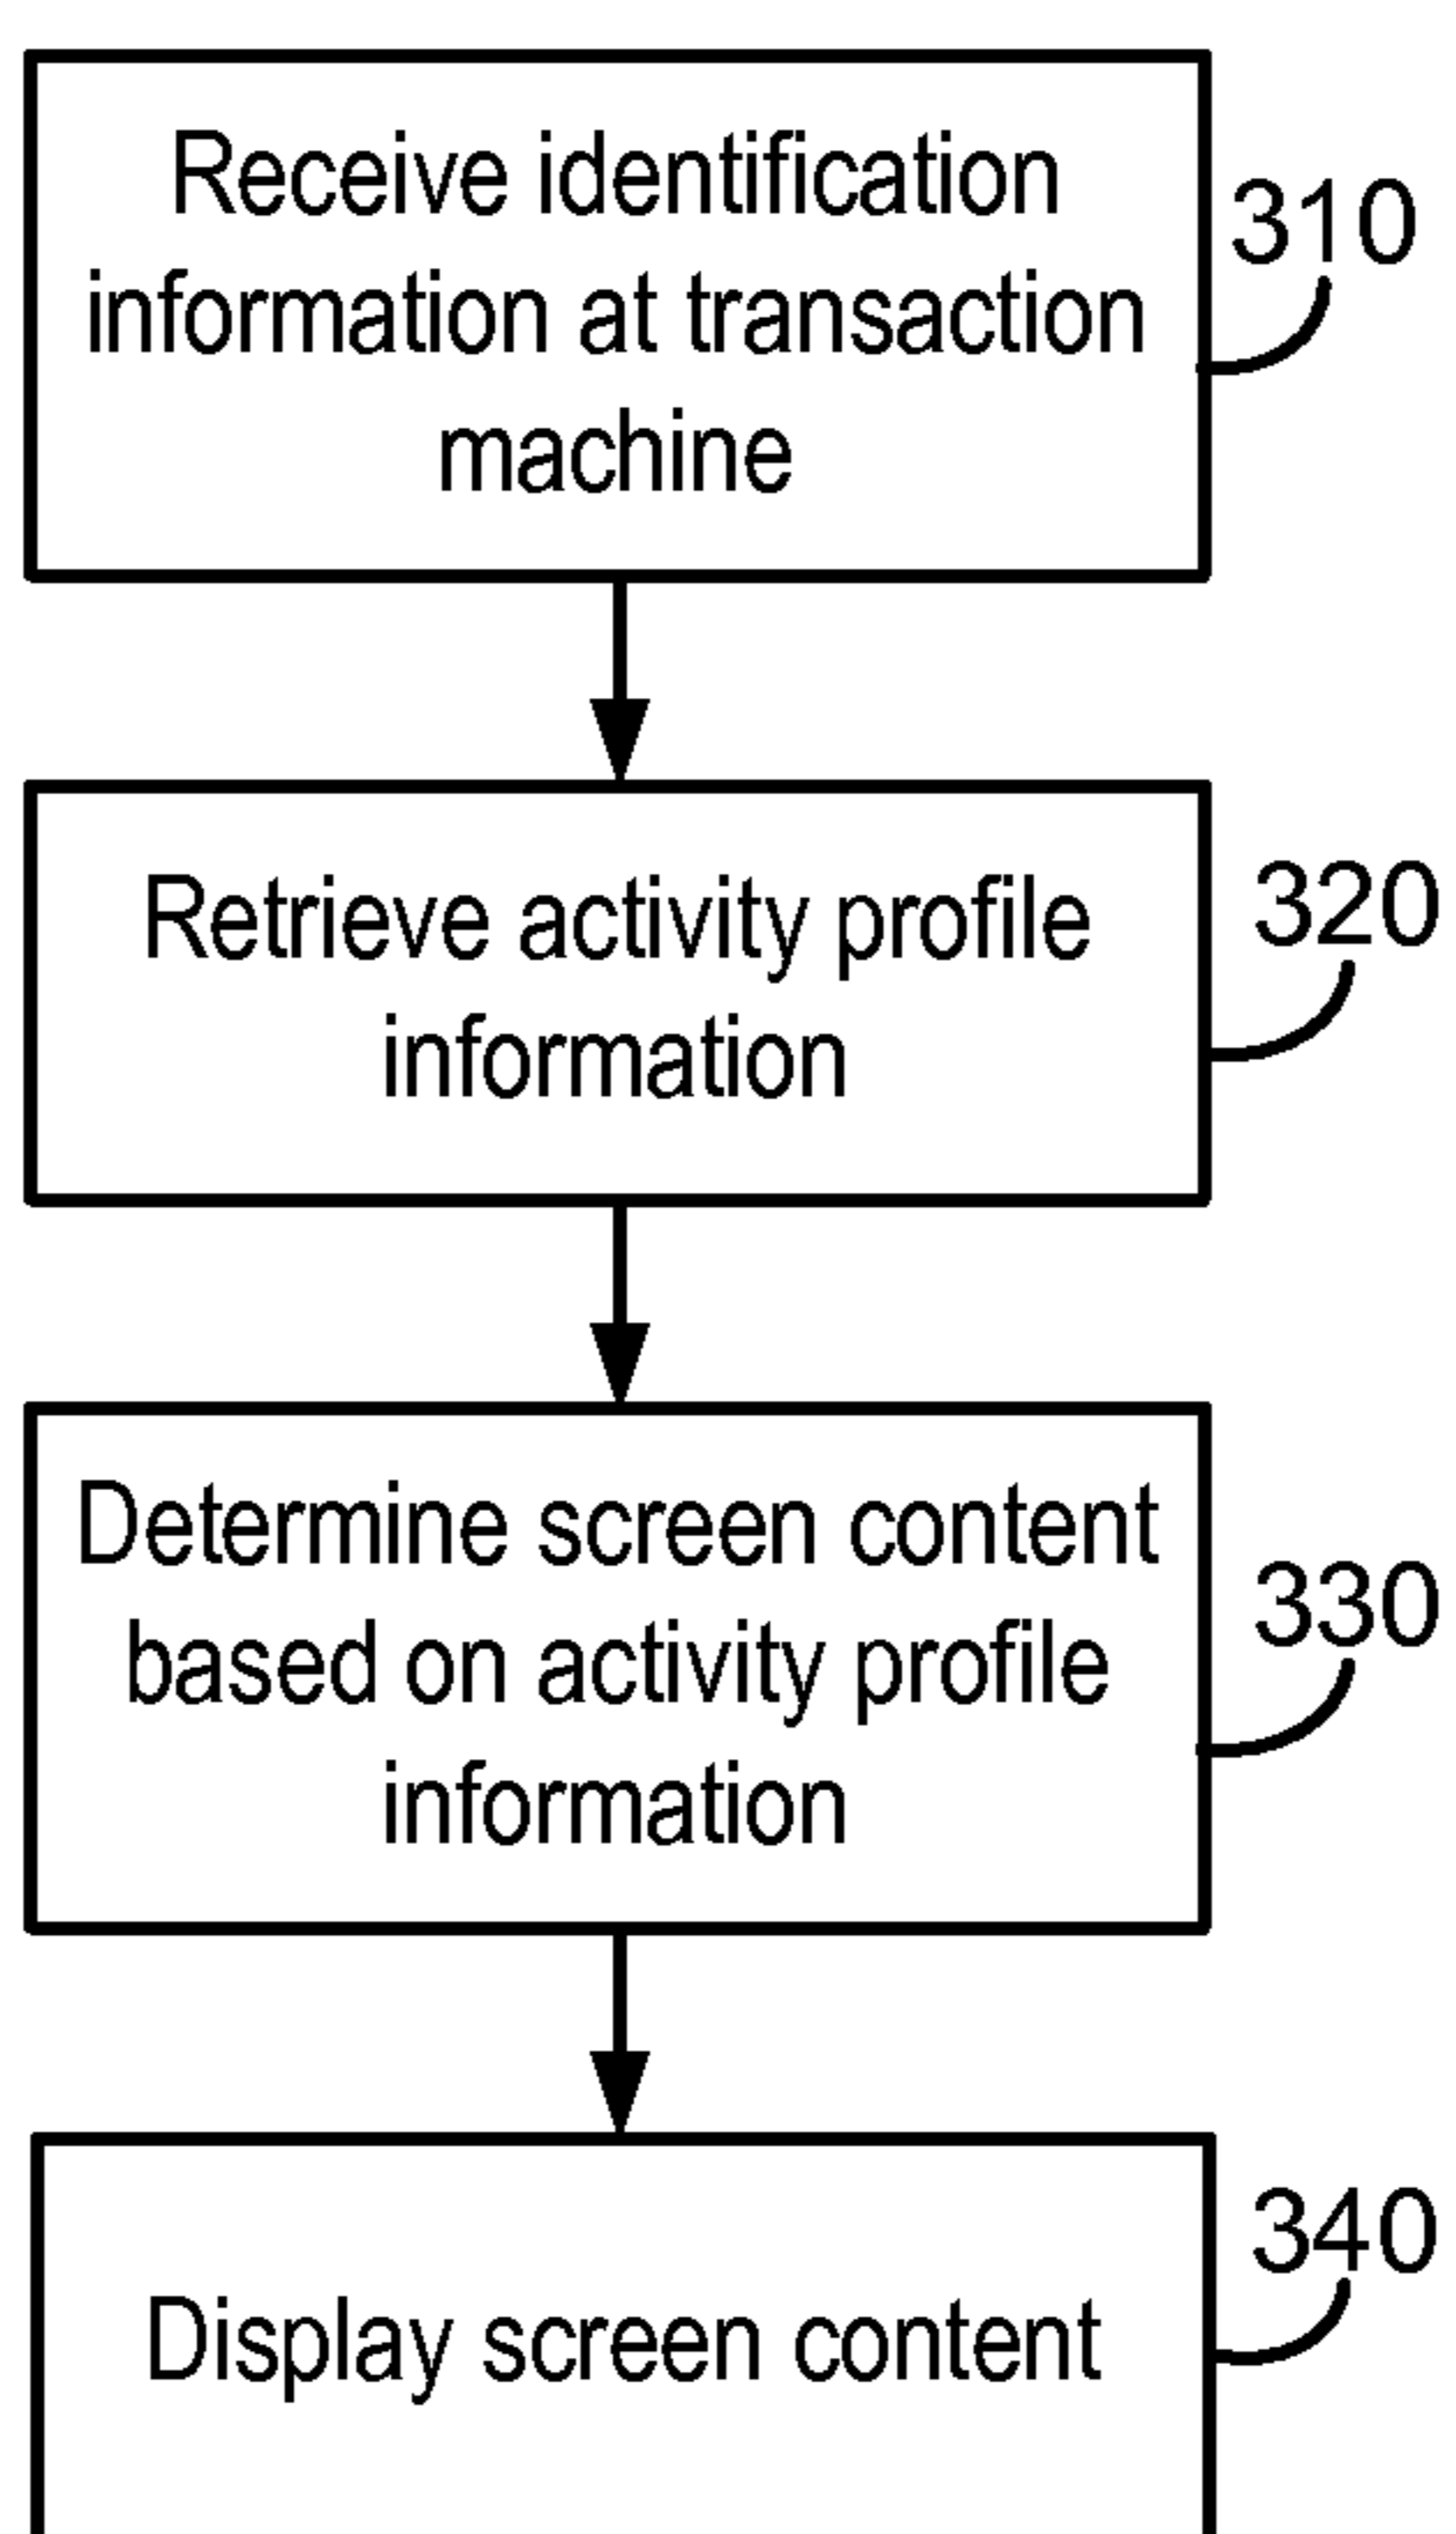 Receive identification
information at transaction
machine
310
Retrieve activity profile
information
320
Determine screen content
based on activity profile
information
330
Display screen content
340